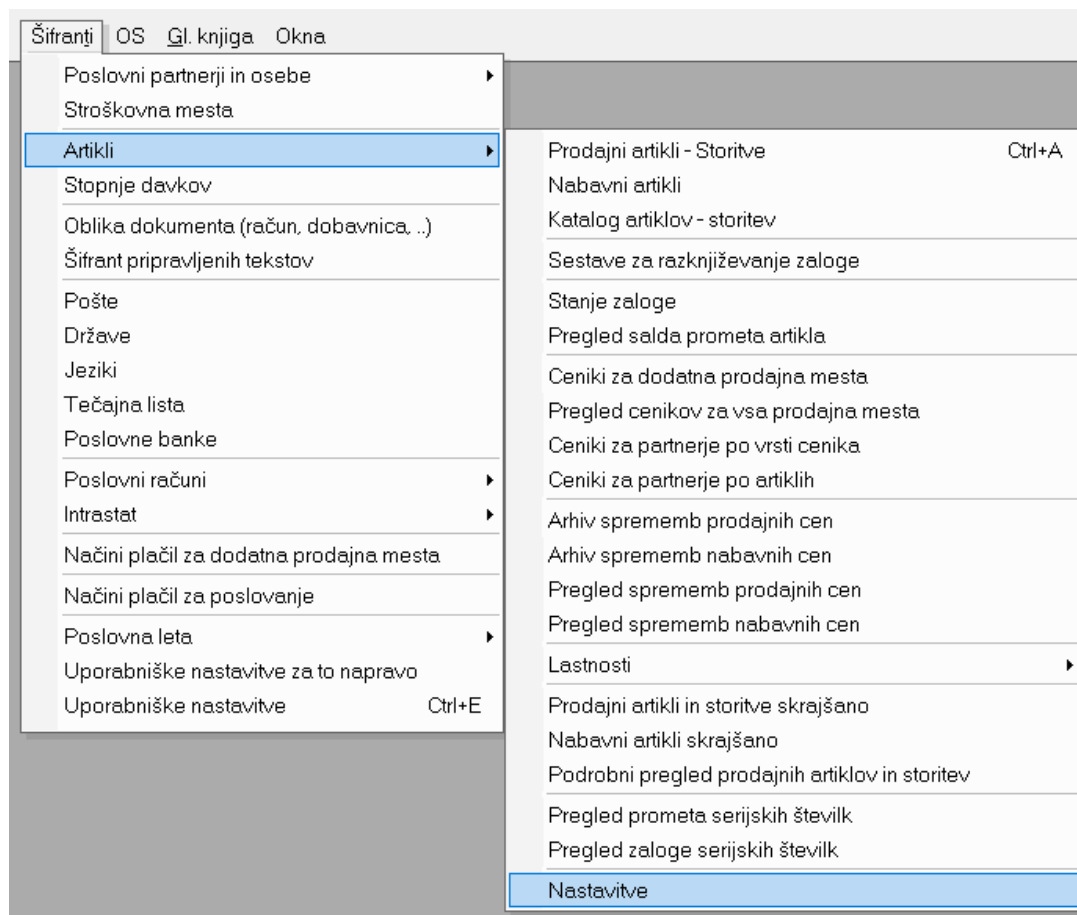 Šifranti OS Gl. knjiga Okna
Poslovni partnerji in osebe
Stroškovna mesta
Artikli
Stopnje davkov
Oblika dokumenta (račun, dobavnica, ..)
Šifrant pripravljenih tekstov
Pošte
Države
Jeziki
Tečajna lista
Poslovne banke
Poslovni računi
Intrastat
Načini plačil za dodatna prodajna mesta
Načini plačil za poslovanje
Poslovna leta
Uporabniške nastavitve za to napravo
Uporabniške nastavitve Ctrl+E
Prodajni artikli - Storitve Ctrl+A
Nabavni artikli
Katalog artiklov - storitev
Sestave za razknjiževanje zaloge
Stanje zaloge
Pregled salda prometa artikla
Ceniki za dodatna prodajna mesta
Pregled cenikov za vsa prodajna mesta
Ceniki za partnerje po vrsti cenika
Ceniki za partnerje po artiklih
Arhiv sprememb prodajnih cen
Arhiv sprememb nabavnih cen
Pregled sprememb prodajnih cen
Pregled sprememb nabavnih cen
Lastnosti
Prodajni artikli in storitve skrajšano
Nabavni artikli skrajšano
Podrobni pregled prodajnih artiklov in storitev
Pregled prometa serijskih številk
Pregled zaloge serijskih številk
Nastavitve